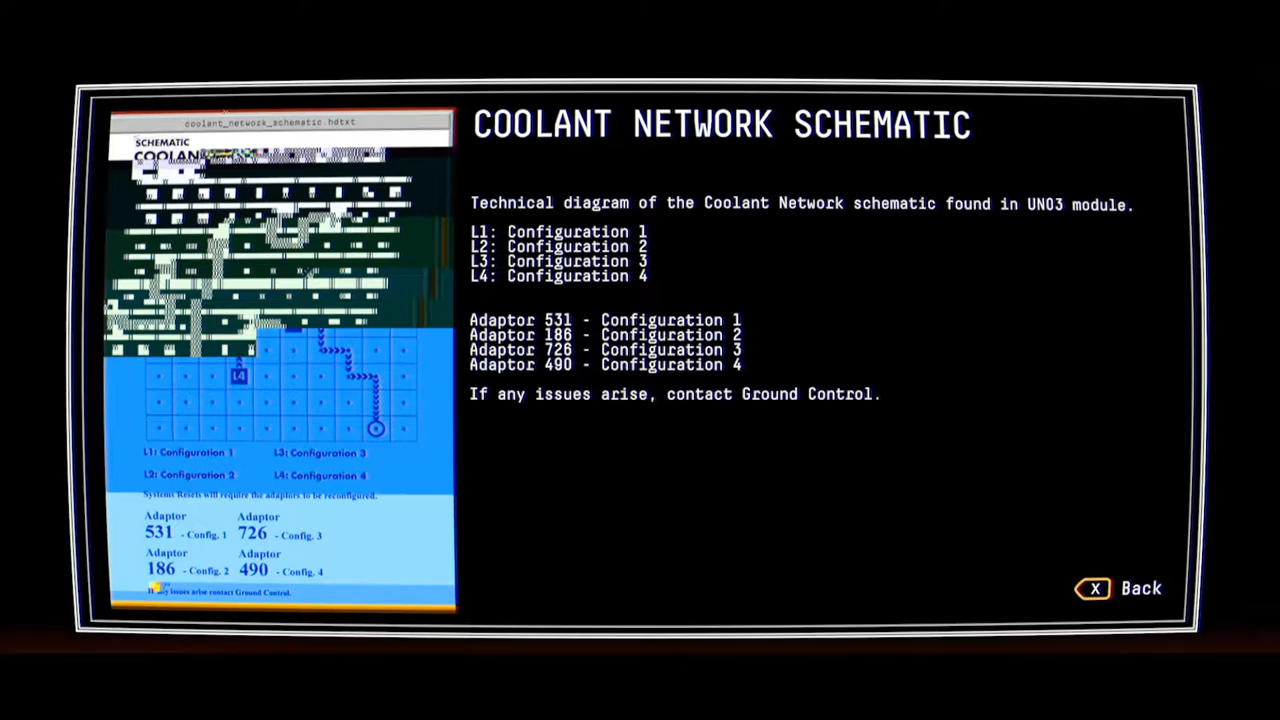 coolant_network_schematic.hdtxt
SCHEMATIC
COOLAN
L4
L1: Configuration 1
L3: Configuration 3
L2: Configuration 2
L4: Configuration 4
Systems Resets will require the adaptors to be reconfigured.
Adaptor
531 - Config. 1
Adaptor
726 - Config. 3
Adaptor
186 - Config. 2
Adaptor
490 - Config. 4
issues arise contact Ground Control.
COOLANT NETWORK SCHEMATIC
Technical diagram of the Coolant Network schematic found in UNO3 module.
L1: Configuration 1
L2: Configuration 2
L3: Configuration 3
L4: Configuration 4
Adaptor 531 - Configuration 1
Adaptor 186 - Configuration 2
Adaptor 726 - Configuration 3
Adaptor 490 - Configuration 4
If any issues arise, contact Ground Control.
X Back